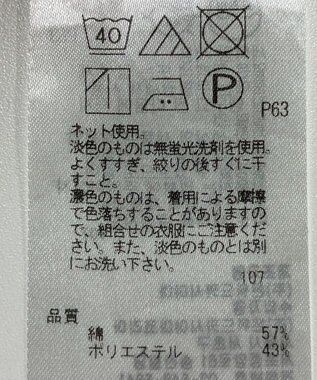 40
P
P63
ネット使用。
淡色のものは無蛍光洗剤を使用。
よくすすぎ、絞りの後すぐに干
すこと。
濃色のものは、着用による摩擦
で色落ちすることがありますの
で、組合せの衣服にご注意くだ
さい。また、淡色のものとは別
にお洗い下さい。
107
品質
綿 57%
ポリエステル 43%